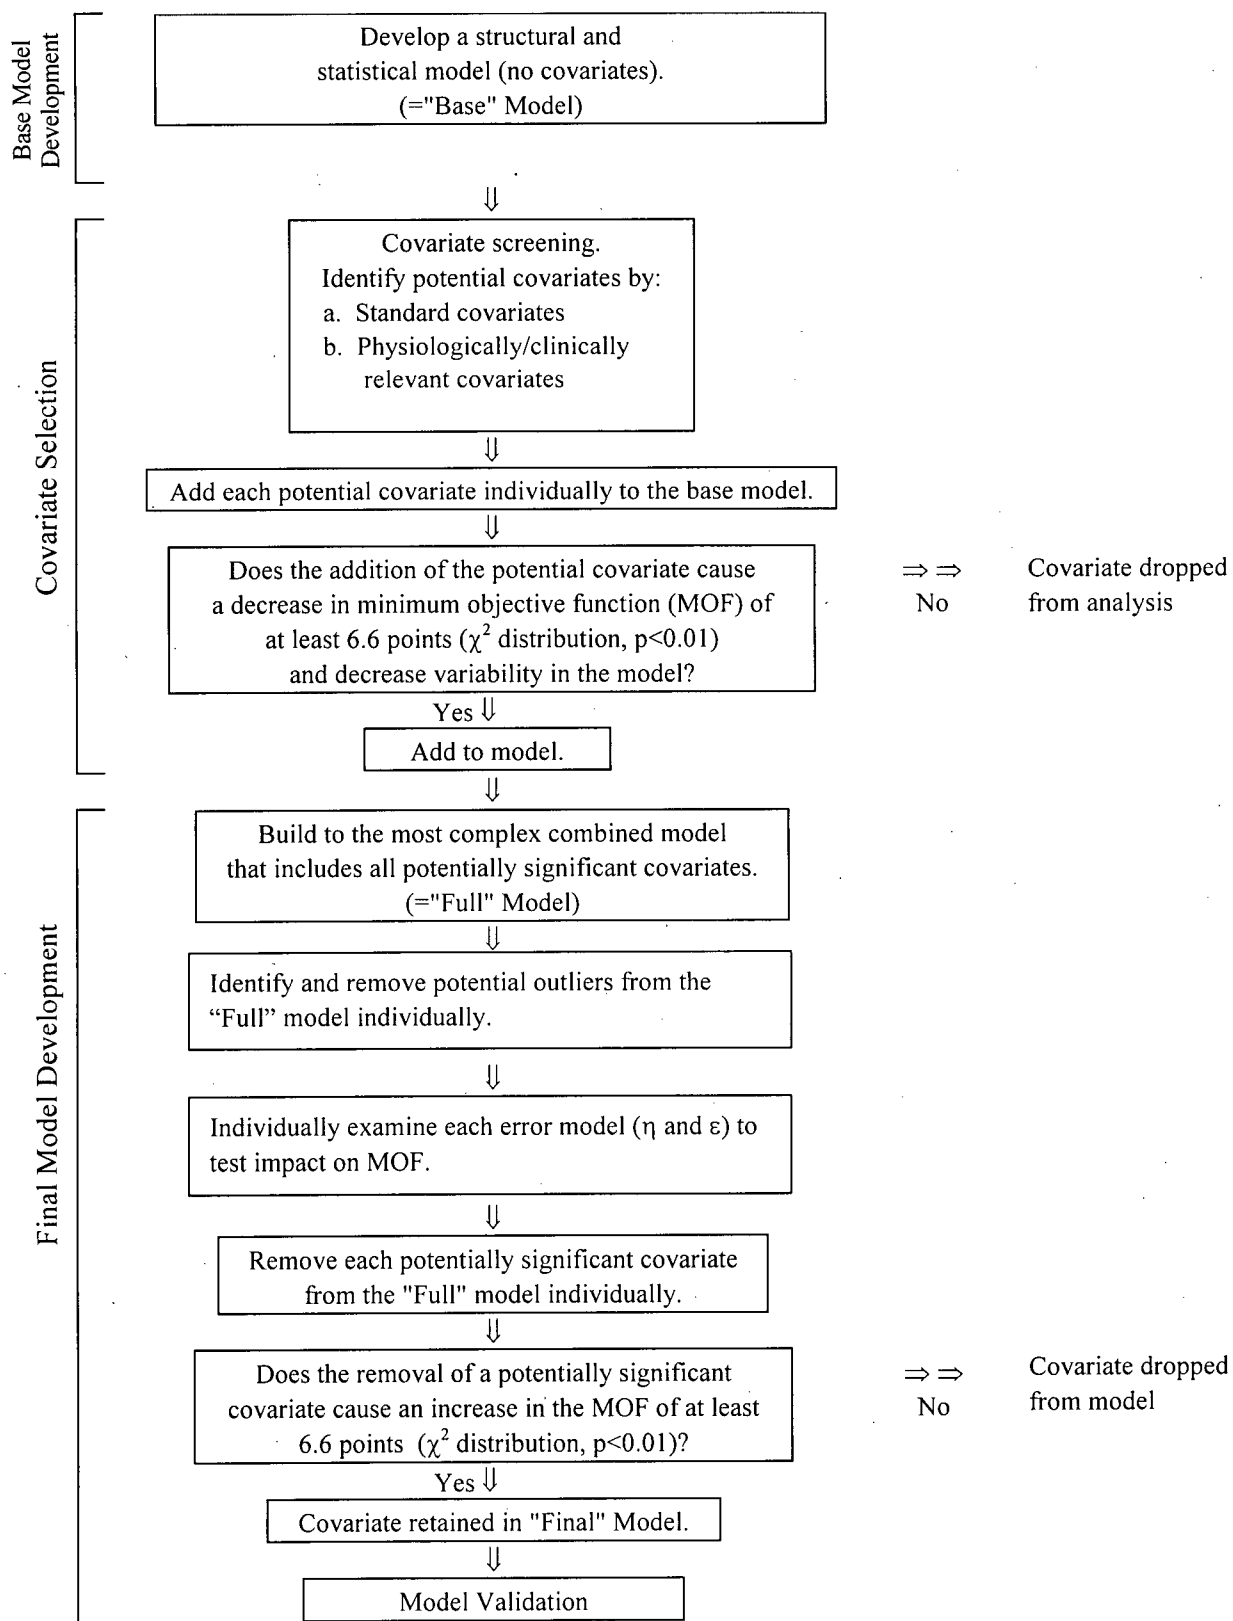 Base Model
Development
Develop a structural and
statistical model (no covariates).
(="Base" Model)
⇓
Covariate Selection
Covariate screening.
Identify potential covariates by:
a. Standard covariates
b. Physiologically/clinically
relevant covariates
⇓
Add each potential covariate individually to the base model.
⇓
Does the addition of the potential covariate cause
a decrease in minimum objective function (MOF) of
at least 6.6 points (χ² distribution, p<0.01)
and decrease variability in the model?
⇒ ⇒
No
Covariate dropped
from analysis
Yes ⇓
Add to model.
⇓
Final Model Development
Build to the most complex combined model
that includes all potentially significant covariates.
(="Full" Model)
⇓
Identify and remove potential outliers from the
“Full” model individually.
⇓
Individually examine each error model (η and ε) to
test impact on MOF.
⇓
Remove each potentially significant covariate
from the "Full" model individually.
⇓
Does the removal of a potentially significant
covariate cause an increase in the MOF of at least
6.6 points (χ² distribution, p<0.01)?
⇒ ⇒
No
Covariate dropped
from model
Yes ⇓
Covariate retained in "Final" Model.
⇓
Model Validation